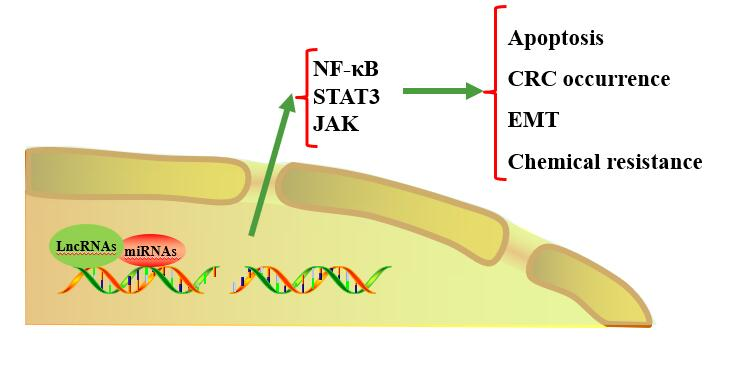 NF-κB
STAT3
JAK
Apoptosis
CRC occurrence
EMT
Chemical resistance
LncRNAs
miRNAs